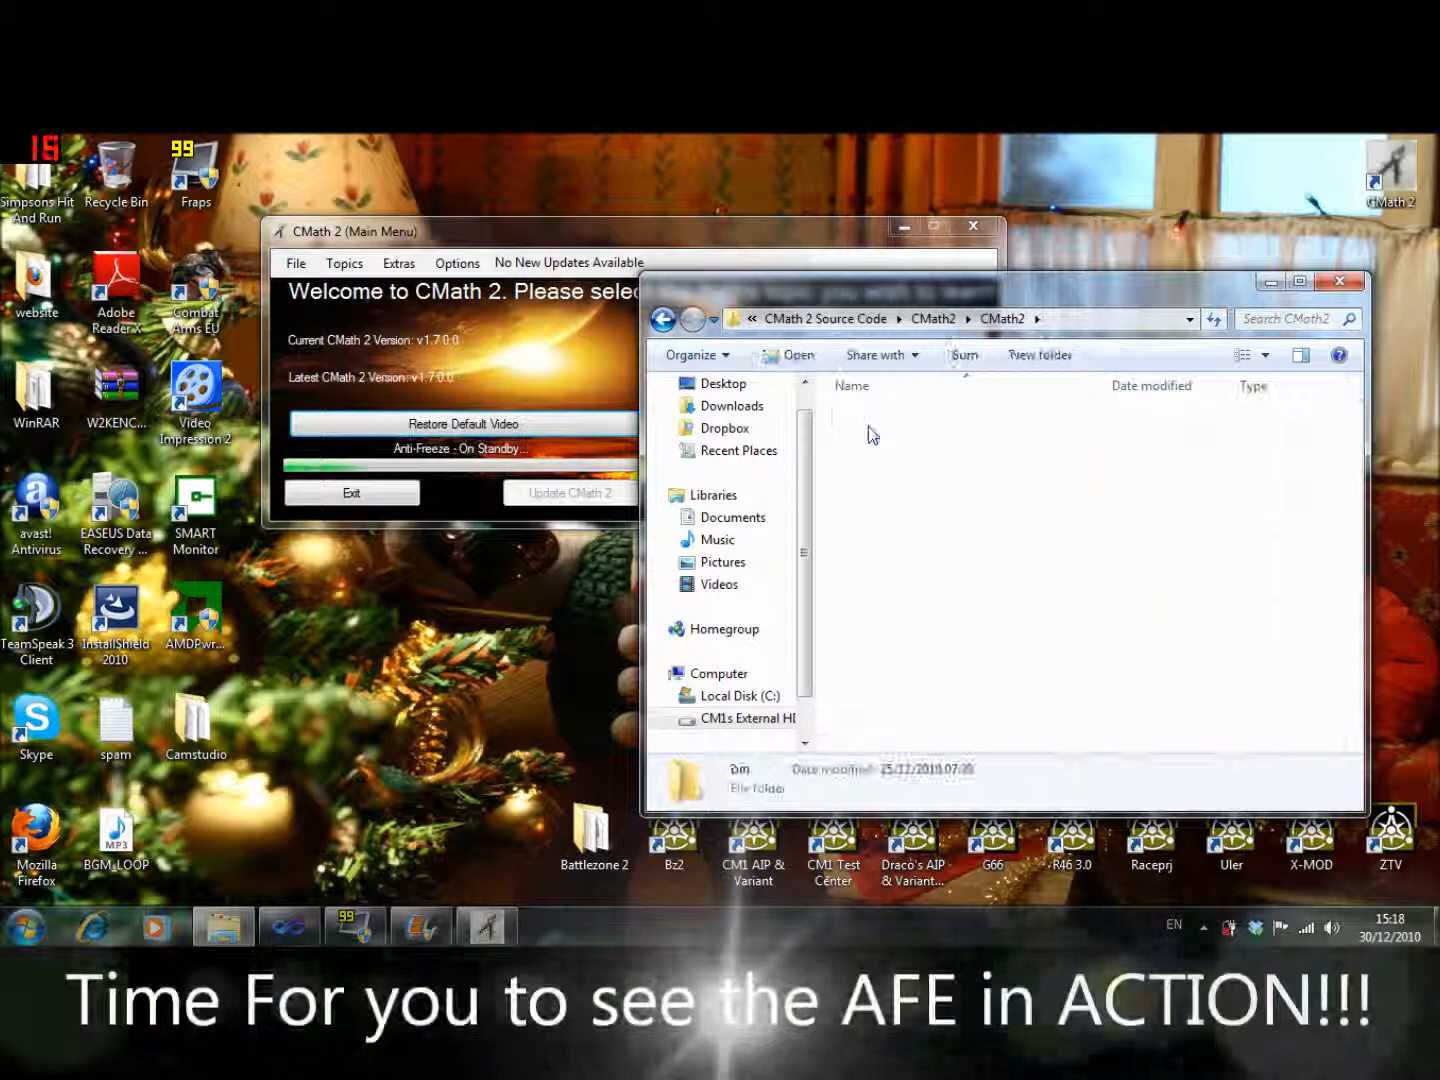 15
99
Simpsons Hit
And Run
Recycle Bin
Fraps
CMath 2
website
Adobe
Reader X
Combat
Arms EU
WinRAR
W2KENC...
Video
Impression 2
avast!
Antivirus
EASEUS Data
Recovery ...
SMART
Monitor
TeamSpeak 3
Client
InstallShield
2010
AMDPwr...
Skype
spam
Camstudio
Mozilla
Firefox
MP3
BGM_LOOP
CMath 2 (Main Menu)
File Topics Extras Options No New Updates Available
Welcome to CMath 2. Please selec
Current CMath 2 Version: v1.7.0.0
Latest CMath 2 Version: v1.7.0.0
Restore Default Video
Anti-Freeze - On Standby...
Exit
Update CMath 2
« CMath 2 Source Code CMath2 CMath2
Search CMath2
Organize Open Share with Burn New folder
Name Date modified Type
Desktop
Downloads
Dropbox
Recent Places
Libraries
Documents
Music
Pictures
Videos
Homegroup
Computer
Local Disk (C:)
CM1s External HI
bin Date modified:
File folder
Battlezone 2
Bz2
CM1 AIP &
Variant
CM1 Test
Center
Draco's AIP
& Variant...
G66
R46 3.0
Raceprj
Uler
X-MOD
ZTV
99
EN
15:18
30/12/2010
Time For you to see the AFE in ACTION!!!